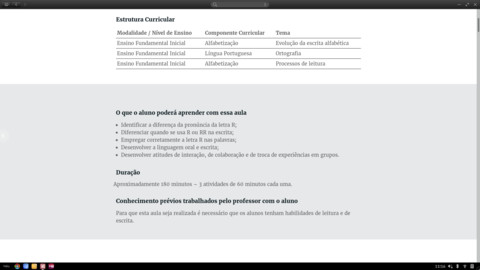 Estrutura Curricular
Modalidade / Nível de Ensino Componente Curricular Tema
Ensino Fundamental Inicial Alfabetização Evolução da escrita alfabética
Ensino Fundamental Inicial Língua Portuguesa Ortografia
Ensino Fundamental Inicial Alfabetização Processos de leitura
O que o aluno poderá aprender com essa aula
• Identificar a diferença da pronúncia da letra R;
• Diferenciar quando se usa R ou RR na escrita;
• Empregar corretamente a letra R nas palavras;
• Desenvolver a linguagem oral e escrita;
• Desenvolver atitudes de interação, de colaboração e de troca de experiências em grupos.
Duração
Aproximadamente 180 minutos – 3 atividades de 60 minutos cada uma.
Conhecimento prévios trabalhados pelo professor com o aluno
Para que esta aula seja realizada é necessário que os alunos tenham habilidades de leitura e de
escrita.